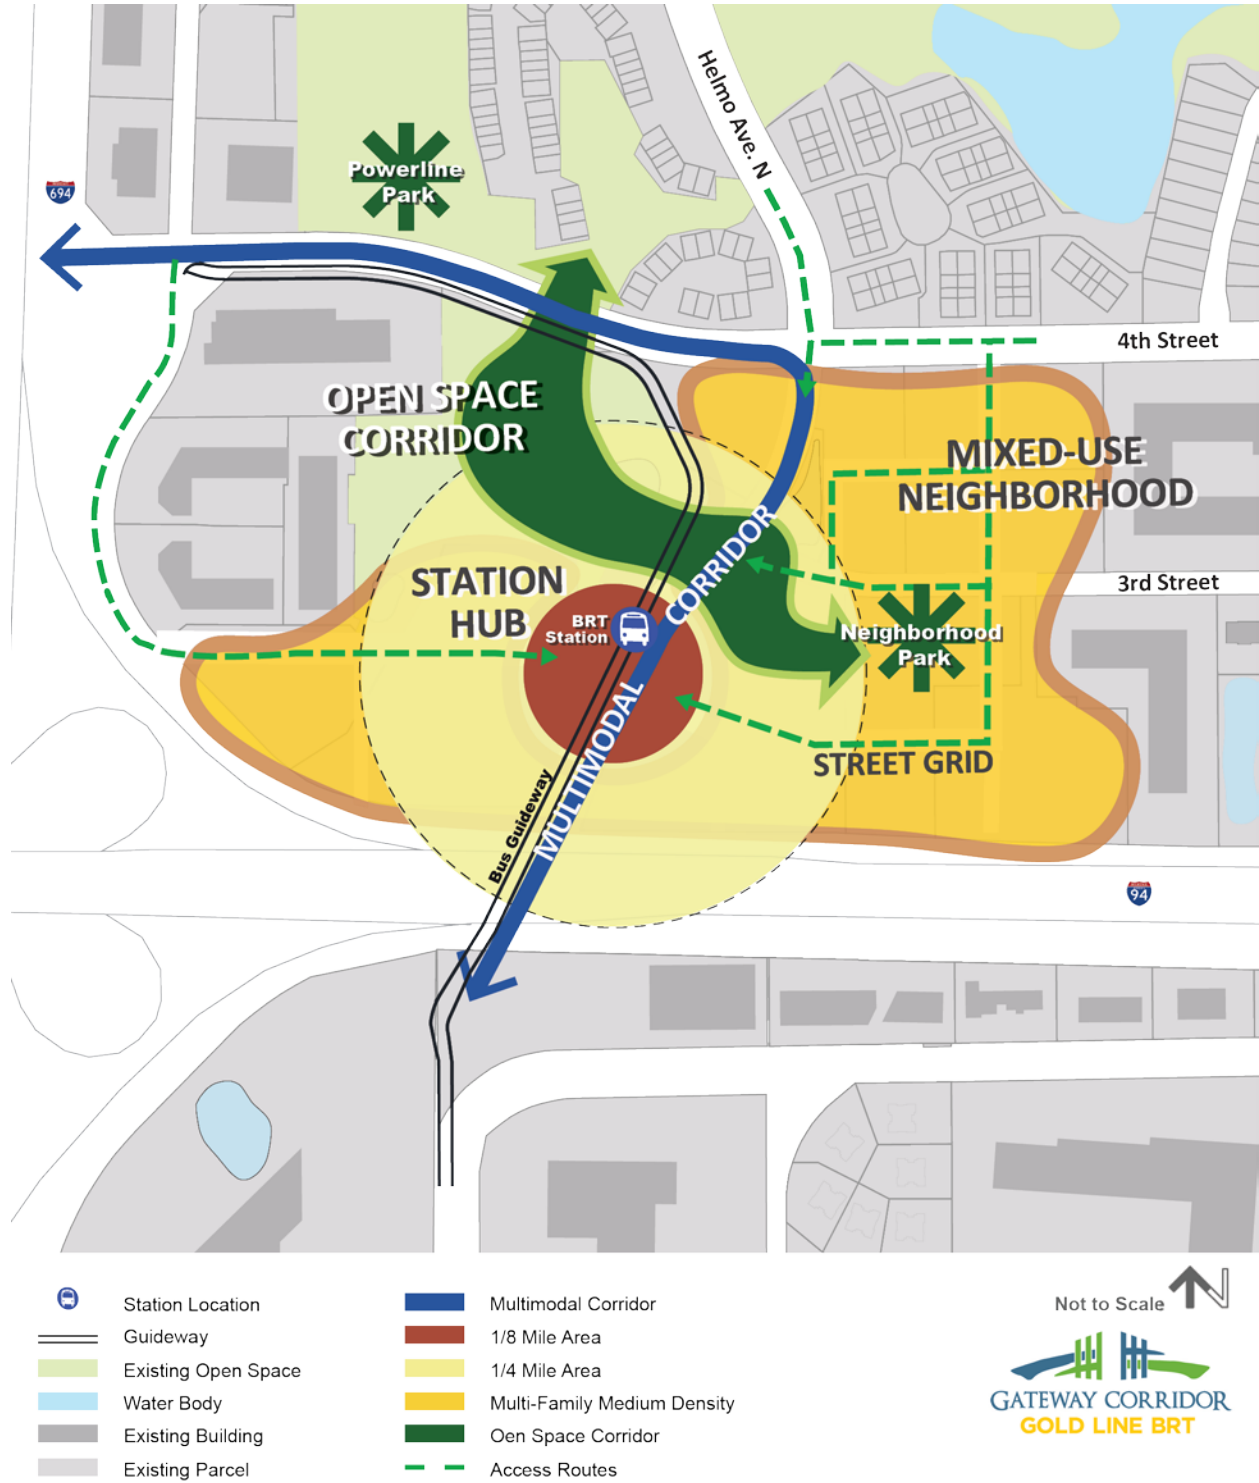 Helmo Ave. N
Powerline
Park
694
4th Street
OPEN SPACE
CORRIDOR
MIXED-USE
NEIGHBORHOOD
STATION
HUB
3rd Street
BRT
Station
CORRIDOR
Neighborhood
Park
MULTIMODAL
STREET GRID
Bus Guideway
94
Station Location
Guideway
Existing Open Space
Water Body
Existing Building
Existing Parcel
Multimodal Corridor
1/8 Mile Area
1/4 Mile Area
Multi-Family Medium Density
Oen Space Corridor
Access Routes
Not to Scale
N
GATEWAY CORRIDOR
GOLD LINE BRT